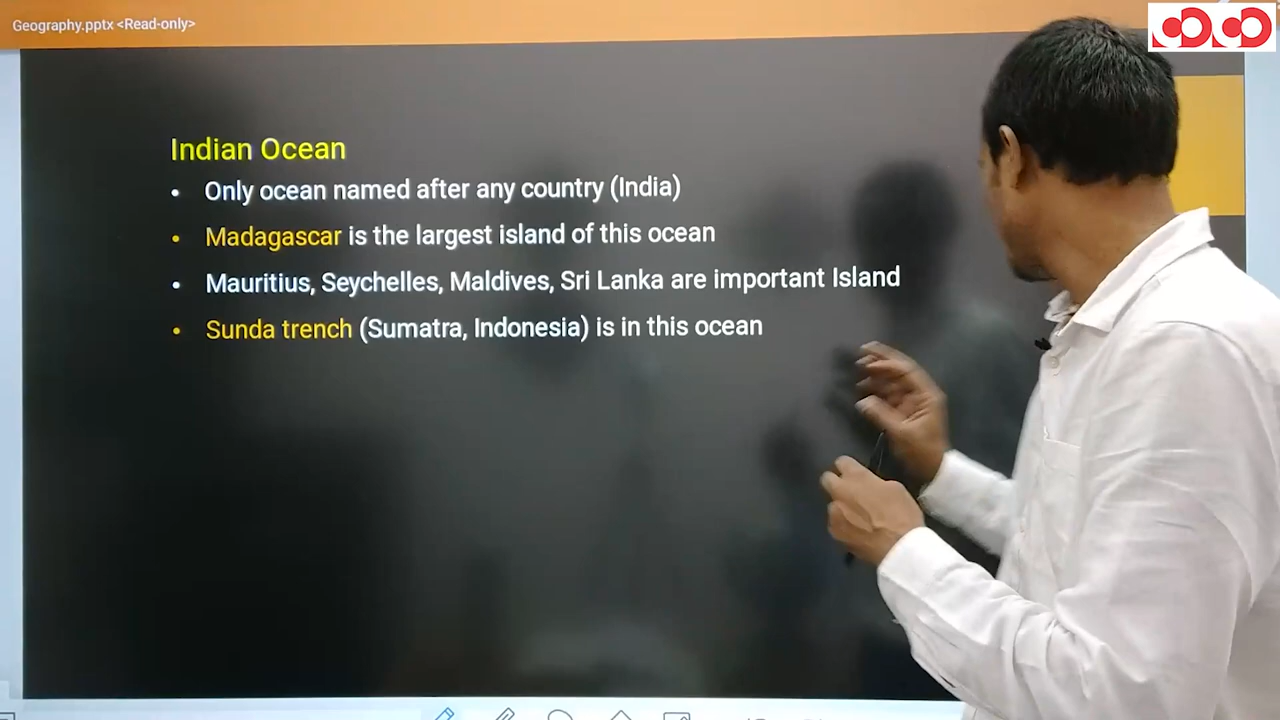 Geography.pptx <Read-only>
Indian Ocean
• Only ocean named after any country (India)
• Madagascar is the largest island of this ocean
• Mauritius, Seychelles, Maldives, Sri Lanka are important Island
• Sunda trench (Sumatra, Indonesia) is in this ocean